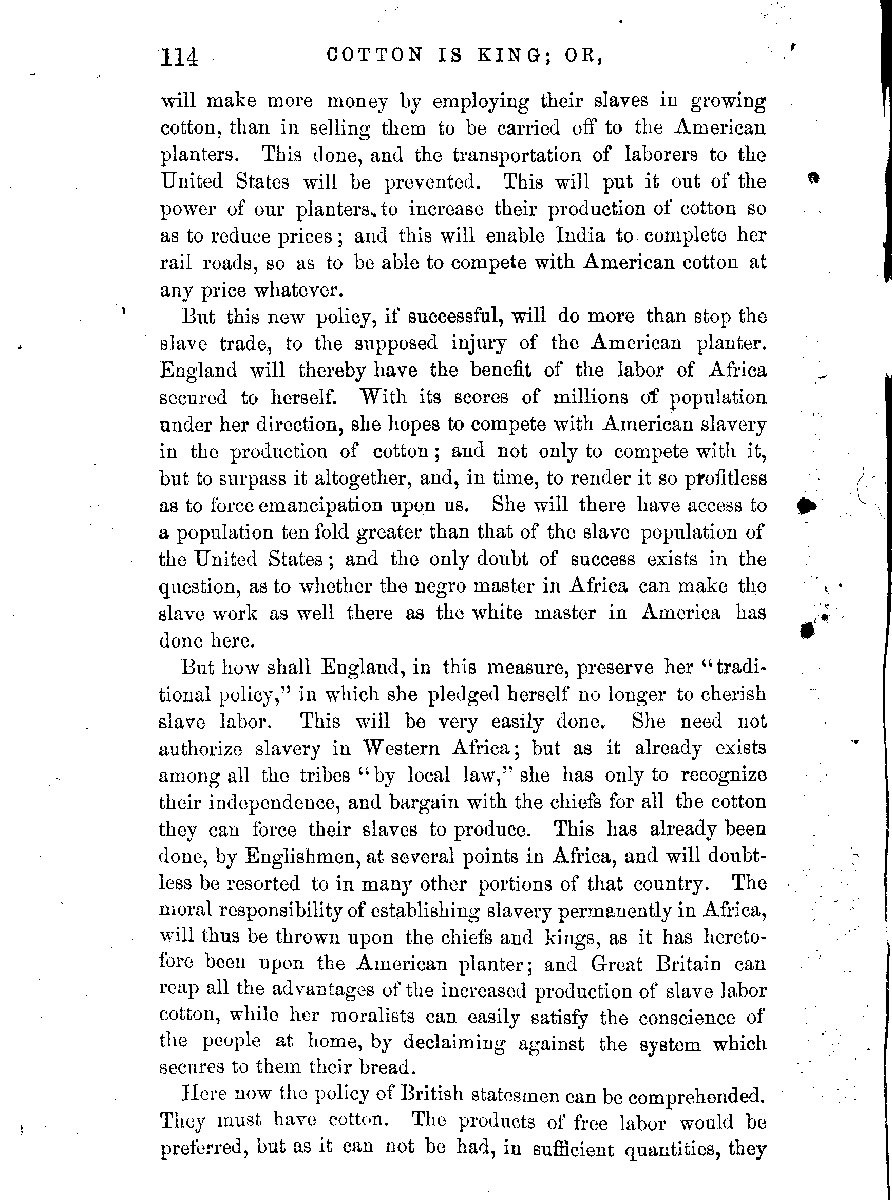 114 COTTON IS KING; OR,
will make more money by employing their slaves in growing
cotton, than in selling them to be carried off to the American
planters. This done, and the transportation of laborers to the
United States will be prevented. This will put it out of the
power of our planters, to increase their production of cotton so
as to reduce prices; and this will enable India to complete her
rail roads, so as to be able to compete with American cotton at
any price whatever.
But this new policy, if successful, will do more than stop the
slave trade, to the supposed injury of the American planter.
England will thereby have the benefit of the labor of Africa
secured to herself. With its scores of millions of population
under her direction, she hopes to compete with American slavery
in the production of cotton; and not only to compete with it,
but to surpass it altogether, and, in time, to render it so profitless
as to force emancipation upon us. She will there have access to
a population ten fold greater than that of the slave population of
the United States; and the only doubt of success exists in the
question, as to whether the negro master in Africa can make the
slave work as well there as the white master in America has
done here.
But how shall England, in this measure, preserve her "tradi-
tional policy," in which she pledged herself no longer to cherish
slave labor. This will be very easily done. She need not
authorize slavery in Western Africa; but as it already exists
among all the tribes "by local law," she has only to recognize
their independence, and bargain with the chiefs for all the cotton
they can force their slaves to produce. This has already been
done, by Englishmen, at several points in Africa, and will doubt-
less be resorted to in many other portions of that country. The
moral responsibility of establishing slavery permanently in Africa,
will thus be thrown upon the chiefs and kings, as it has hereto-
fore been upon the American planter; and Great Britain can
reap all the advantages of the increased production of slave labor
cotton, while her moralists can easily satisfy the conscience of
the people at home, by declaiming against the system which
secures to them their bread.
Here now the policy of British statesmen can be comprehended.
They must have cotton. The products of free labor would be
preferred, but as it can not be had, in sufficient quantities, they